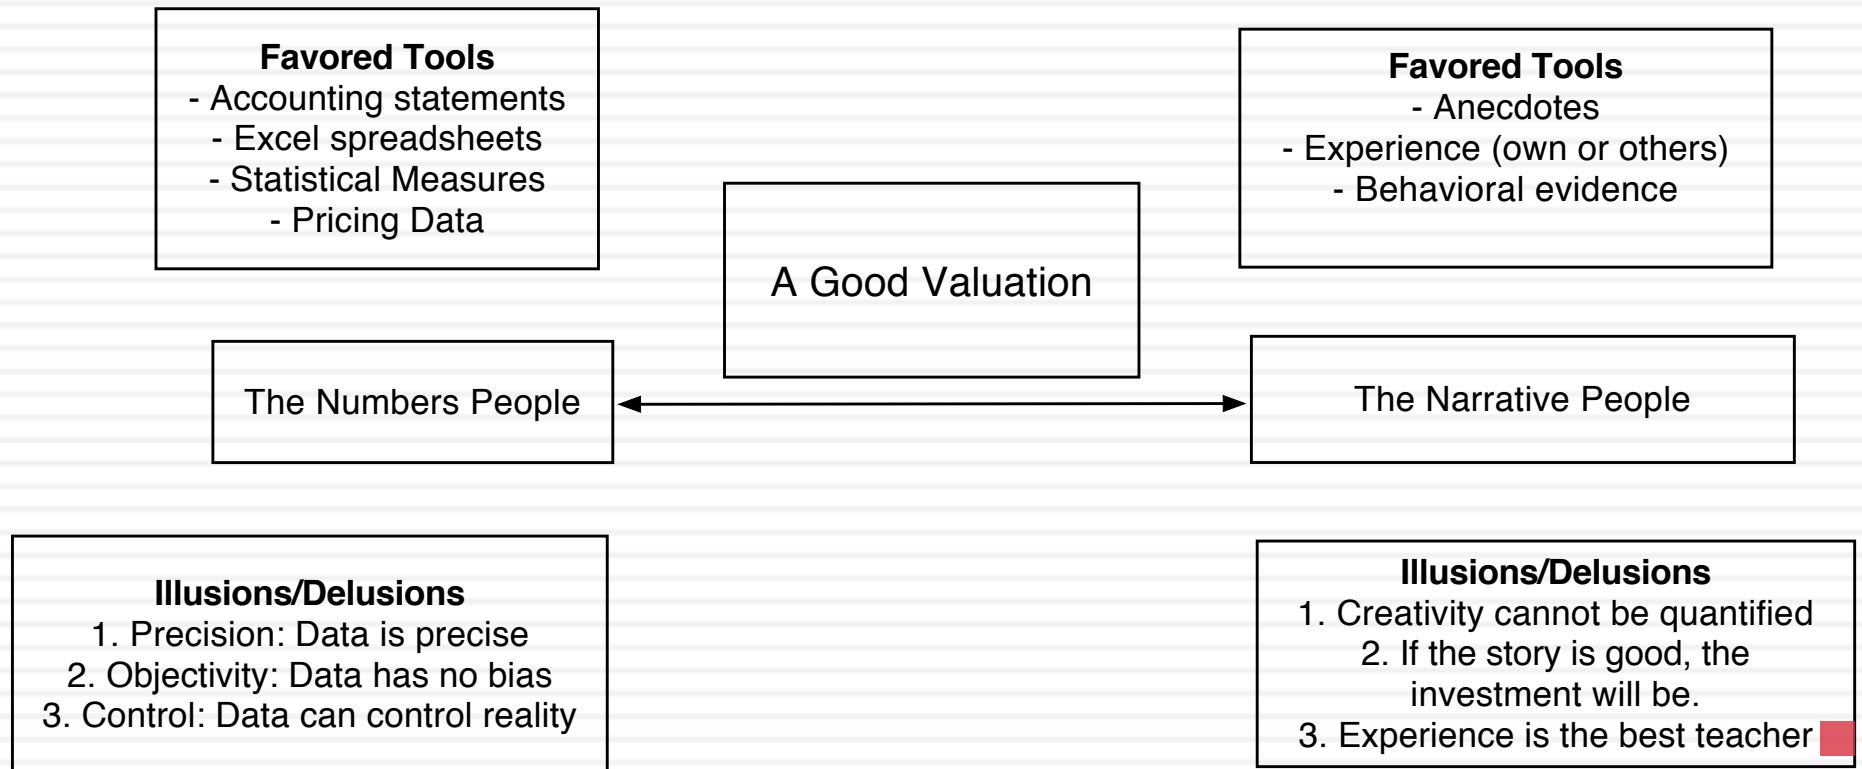 Favored Tools
- Accounting statements
- Excel spreadsheets
- Statistical Measures
- Pricing Data
Favored Tools
- Anecdotes
- Experience (own or others)
- Behavioral evidence
A Good Valuation
The Numbers People
The Narrative People
Illusions/Delusions
1. Precision: Data is precise
2. Objectivity: Data has no bias
3. Control: Data can control reality
Illusions/Delusions
1. Creativity cannot be quantified
2. If the story is good, the
investment will be.
3. Experience is the best teacher